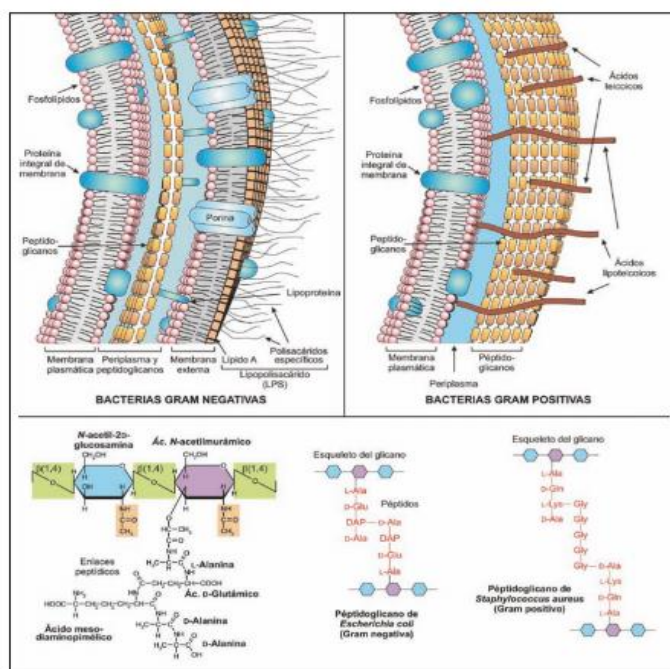 Fosfolípidos
Proteína
integral de
membrana
Peptido-
glicanos
Porina
Lipoproteína
Polisacáridos
específicos
Membrana
plasmática
Periplasma y
peptidoglicanos
Membrana
externa
Lípido A
Lipopolisacárido
(LPS)
BACTERIAS GRAM NEGATIVAS
Fosfolípidos
Proteína
integral de
membrana
Peptido-
glicanos
Ácidos
teiccicos
Ácidos
lipoteicoicos
Membrana
plasmática
Péptido-
glicanos
Periplasma
BACTERIAS GRAM POSITIVAS
N-acetil-2D-
glucosamina
Ác. N-acetilmurámico
β(1,4)
CH₂OH
β(1,4)
CH₂OH
β(1,4)
Enlaces
peptídicos
L-Alanina
Ác. D-Glutámico
Ácido meso-
diaminopimélico
D-Alanina
D-Alanina
Esqueleto del glicano
L-Ala
D-Glu
DAP
D-Ala
Péptidos
D-Ala
DAP
D-Glu
L-Ala
Péptidoglicano de
Escherichia coli
(Gram negativa)
Esqueleto del glicano
L-Ala
D-Gln
L-Lys
Gly
D-Ala
Gly
Gly
Gly
Gly
D-Ala
L-Lys
D-Gln
L-Ala
Péptidoglicano de
Staphylococcus aureus
(Gram positivo)